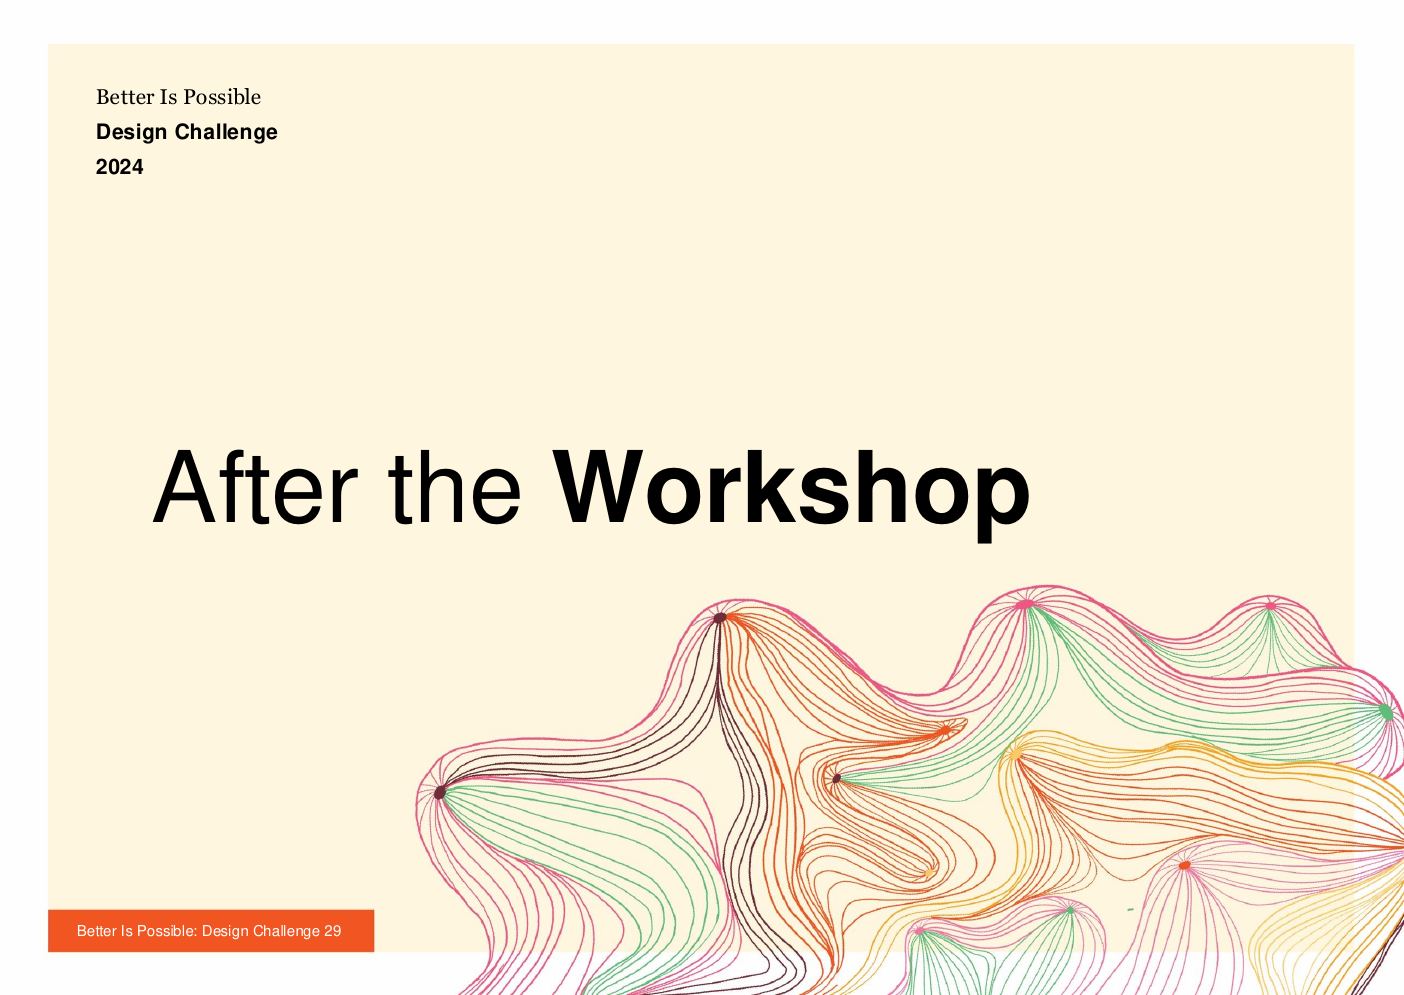 Better Is Possible
Design Challenge
2024
After the Workshop
Better Is Possible: Design Challenge 29